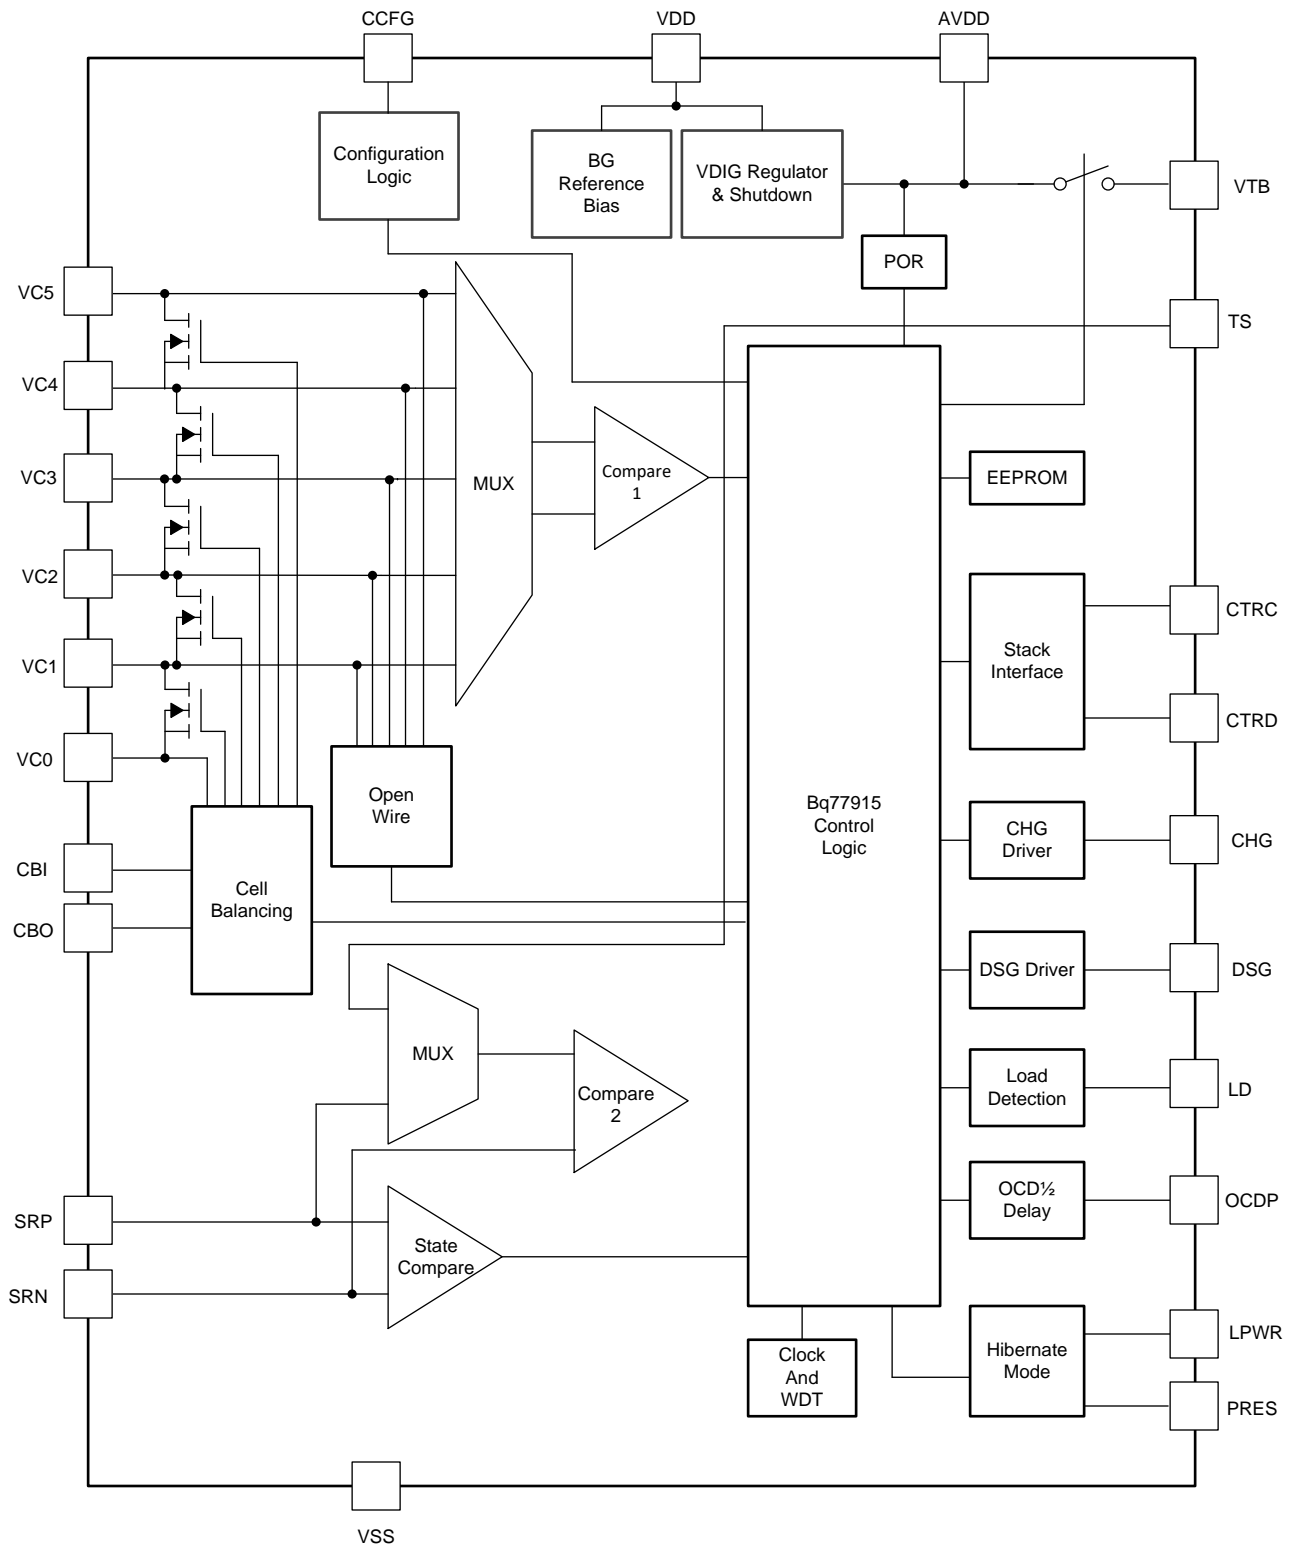 CCFG
VDD
AVDD
Configuration
Logic
BG
Reference
Bias
VDIG Regulator
& Shutdown
VTB
POR
VC5
TS
VC4
VC3
MUX
Compare
1
EEPROM
VC2
CTRC
Stack
Interface
VC1
CTRD
VC0
Open
Wire
Bq77915
Control
Logic
CHG
Driver
CHG
CBI
Cell
Balancing
CBO
DSG Driver
DSG
MUX
Compare
2
Load
Detection
LD
OCD½
Delay
OCDP
SRP
State
Compare
SRN
Clock
And
WDT
Hibernate
Mode
LPWR
PRES
VSS